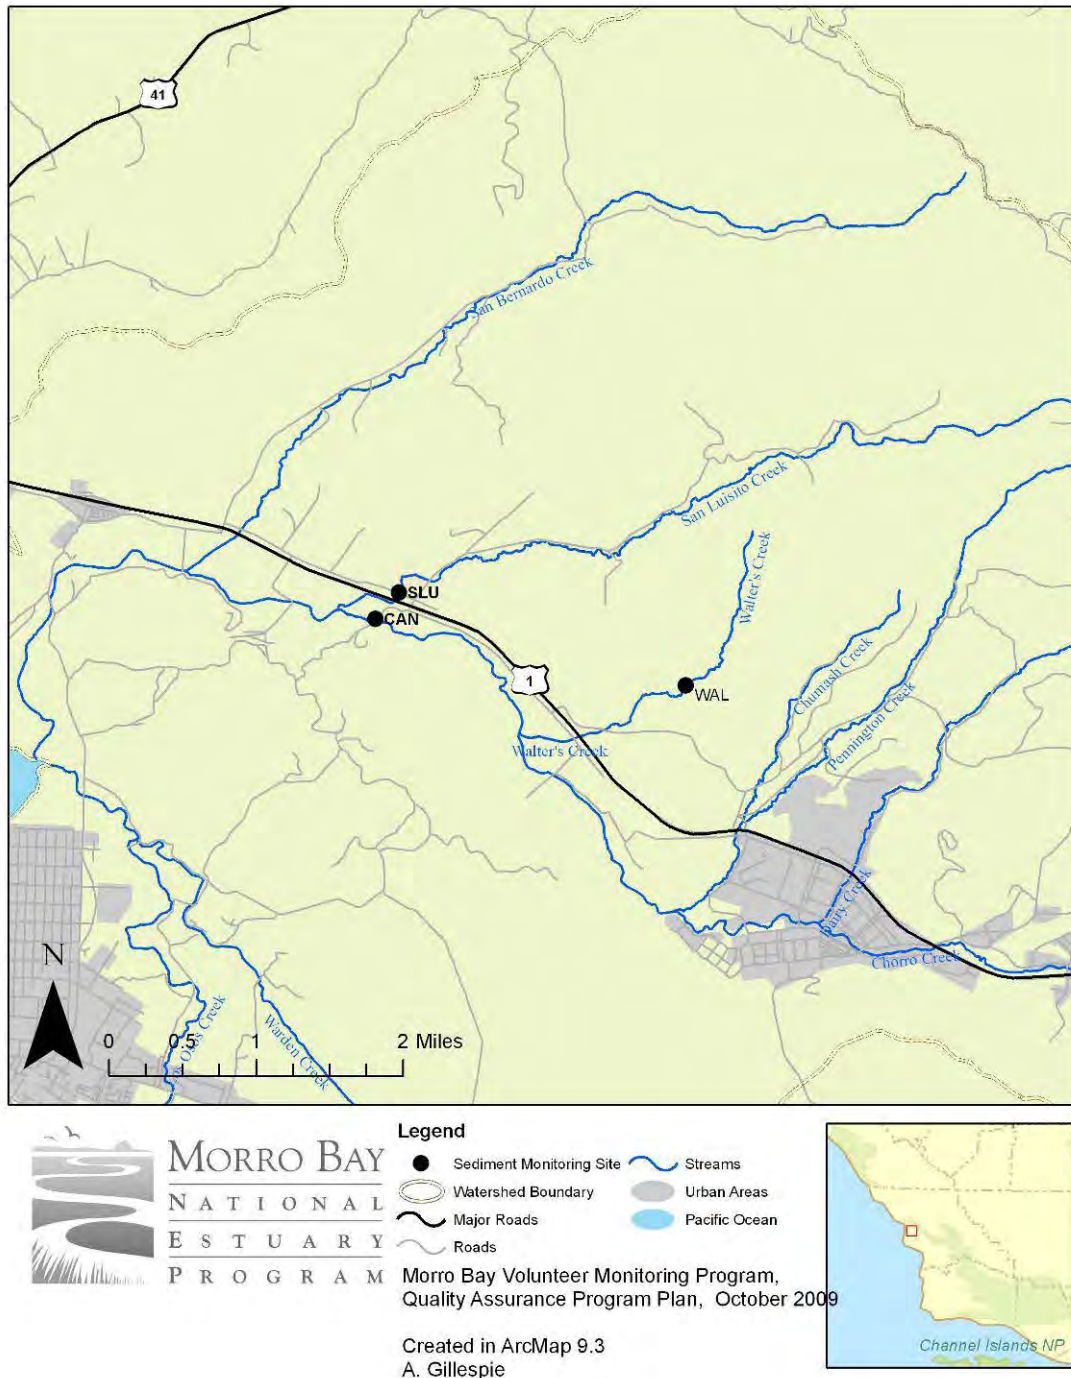 41
San Bernardo Creek
San Luisito Creek
Walter's Creek
SLU
CAN
1
WAL
Chumash Creek
Walter's Creek
Pennington Creek
Dairy Creek
Chorro Creek
N
Osos Creek
Warden Creek
0 0.5 1 2 Miles
MORRO BAY
NATIONAL
ESTUARY
PROGRAM
Legend
Sediment Monitoring Site
Streams
Watershed Boundary
Urban Areas
Major Roads
Pacific Ocean
Roads
Morro Bay Volunteer Monitoring Program,
Quality Assurance Program Plan, October 2009
Created in ArcMap 9.3
A. Gillespie
Channel Islands NP